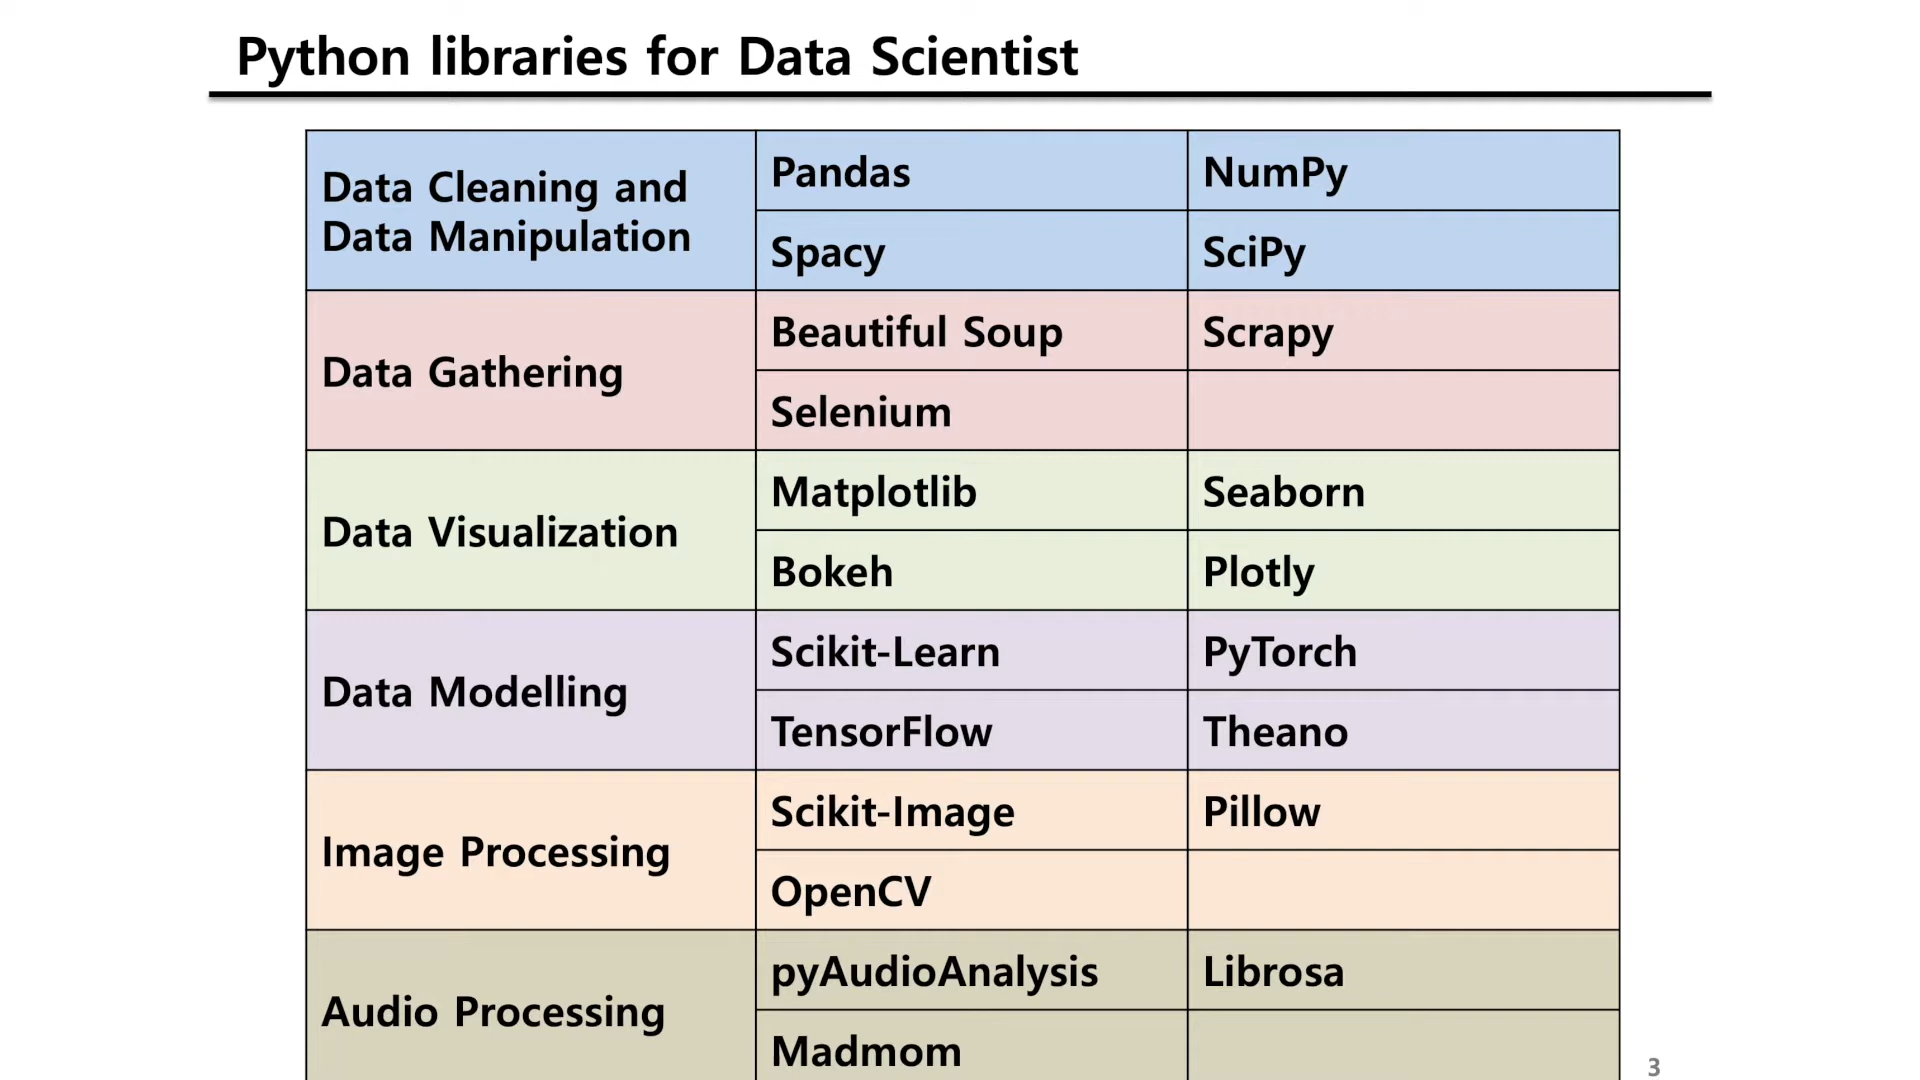 Python libraries for Data Scientist
Data Cleaning and
Data Manipulation
Pandas
NumPy
Spacy
SciPy
Data Gathering
Beautiful Soup
Scrapy
Selenium
Data Visualization
Matplotlib
Seaborn
Bokeh
Plotly
Data Modelling
Scikit-Learn
PyTorch
TensorFlow
Theano
Image Processing
Scikit-Image
Pillow
OpenCV
Audio Processing
pyAudioAnalysis
Librosa
Madmom
3